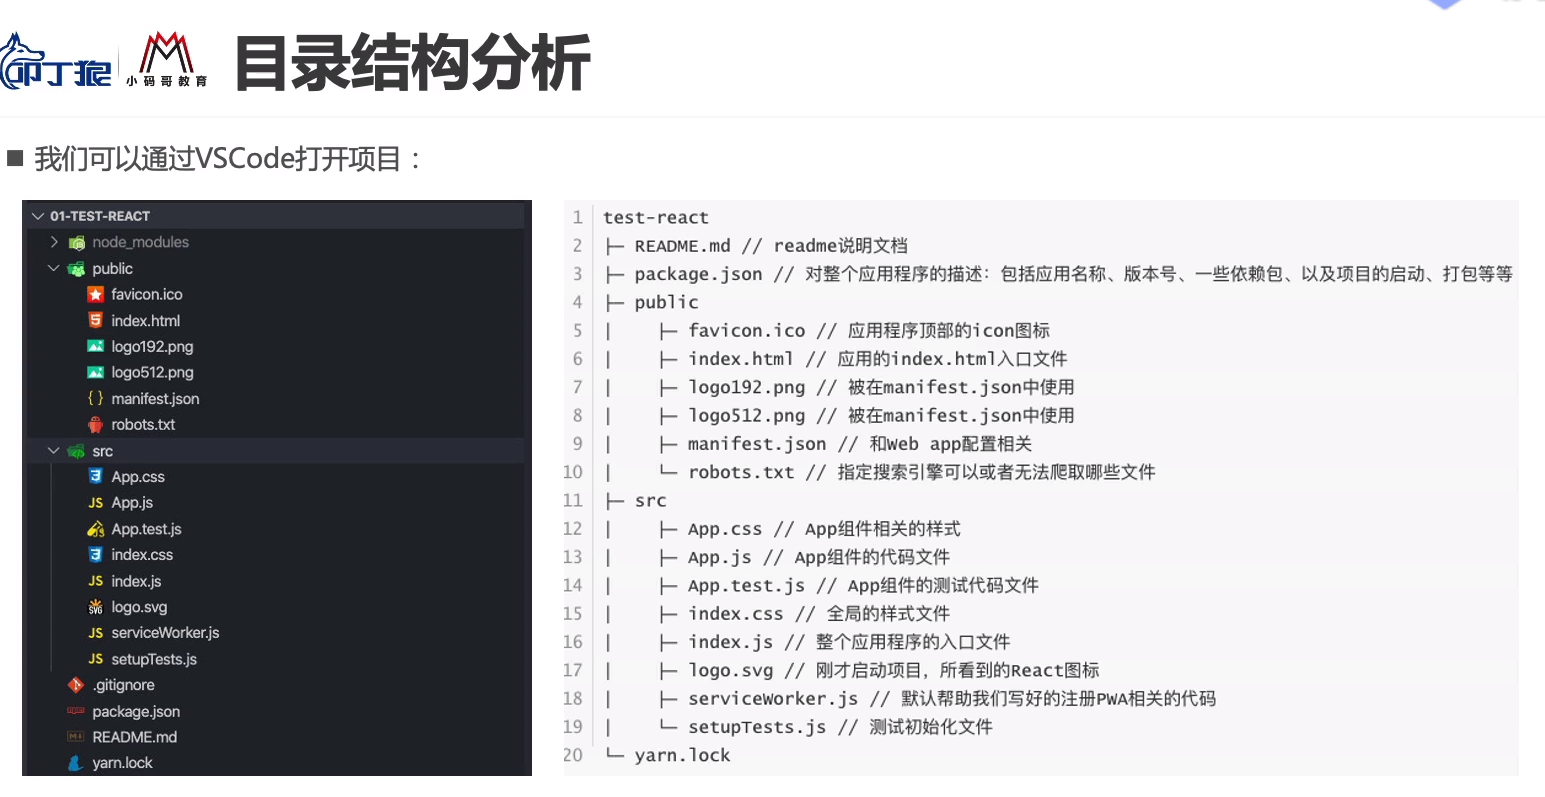 叩丁狼
小码哥教育
目录结构分析
■ 我们可以通过VSCode打开项目：
01-TEST-REACT
node_modules
public
favicon.ico
index.html
logo192.png
logo512.png
manifest.json
robots.txt
src
App.css
App.js
App.test.js
index.css
index.js
logo.svg
serviceWorker.js
setupTests.js
.gitignore
package.json
README.md
yarn.lock
1 test-react
2 ├─ README.md // readme说明文档
3 ├─ package.json // 对整个应用程序的描述：包括应用名称、版本号、一些依赖包、以及项目的启动、打包等等
4 ├─ public
5 |    ├─ favicon.ico // 应用程序顶部的icon图标
6 |    ├─ index.html // 应用的index.html入口文件
7 |    ├─ logo192.png // 被在manifest.json中使用
8 |    ├─ logo512.png // 被在manifest.json中使用
9 |    ├─ manifest.json // 和Web app配置相关
10 |    └─ robots.txt // 指定搜索引擎可以或者无法爬取哪些文件
11 ├─ src
12 |    ├─ App.css // App组件相关的样式
13 |    ├─ App.js // App组件的代码文件
14 |    ├─ App.test.js // App组件的测试代码文件
15 |    ├─ index.css // 全局的样式文件
16 |    ├─ index.js // 整个应用程序的入口文件
17 |    ├─ logo.svg // 刚才启动项目，所看到的React图标
18 |    ├─ serviceWorker.js // 默认帮助我们写好的注册PWA相关的代码
19 |    └─ setupTests.js // 测试初始化文件
20 └─ yarn.lock